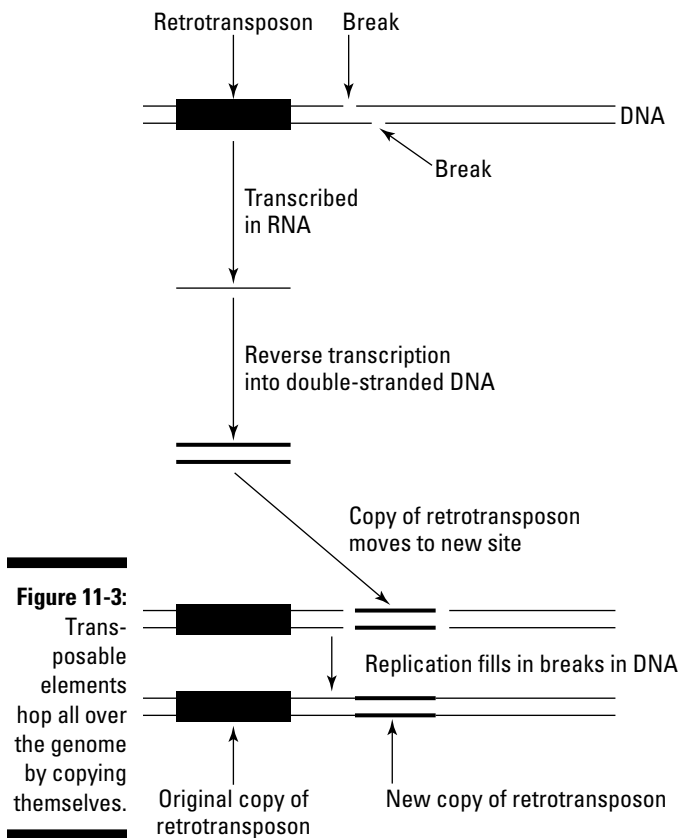 Retrotransposon
Break
DNA
Break
Transcribed
in RNA
Reverse transcription
into double-stranded DNA
Copy of retrotransposon
moves to new site
Figure 11-3:
Trans-
posable
elements
hop all over
the genome
by copying
themselves.
Replication fills in breaks in DNA
Original copy of
retrotransposon
New copy of retrotransposon